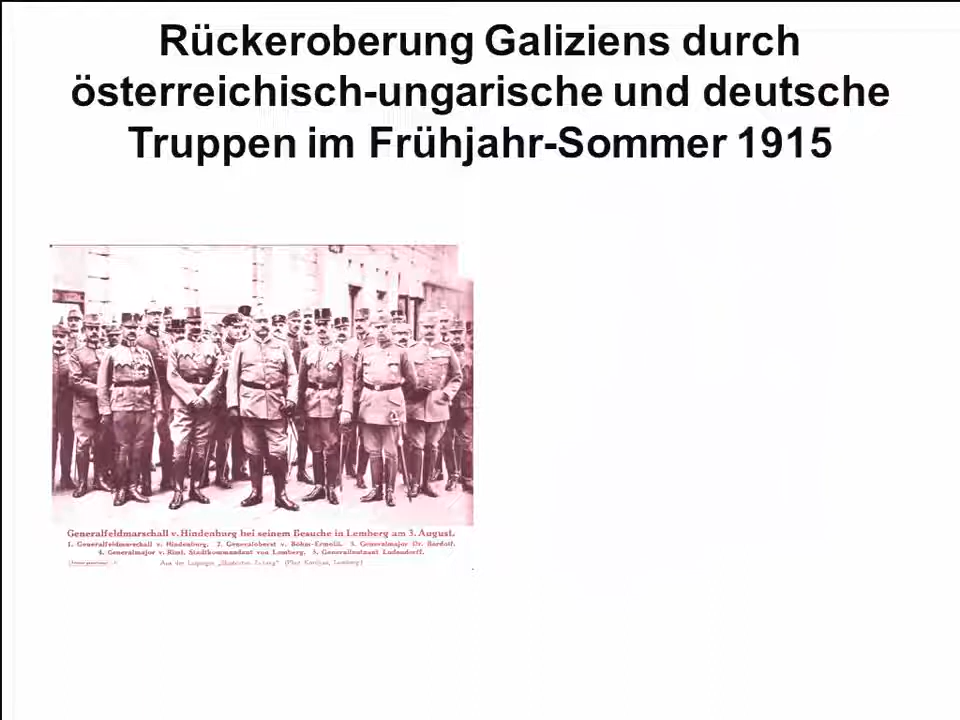 Rückeroberung Galiziens durch
österreichisch-ungarische und deutsche
Truppen im Frühjahr-Sommer 1915
Generalfeldmarschall v. Hindenburg bei seinem Besuche in Lemberg am 3. August.
1. Generalfeldmarschall v. Hindenburg. 2. Generaloberst v. Böhm-Ermolli. 3. Generalmajor Dr. Bardolf.
4. Generalmajor v. Riml, Stadtkommandant von Lemberg. 5. Generalleutnant Ludendorff.
Aus der Leipziger „Illustrirten Zeitung" (Phot. Lemberg)